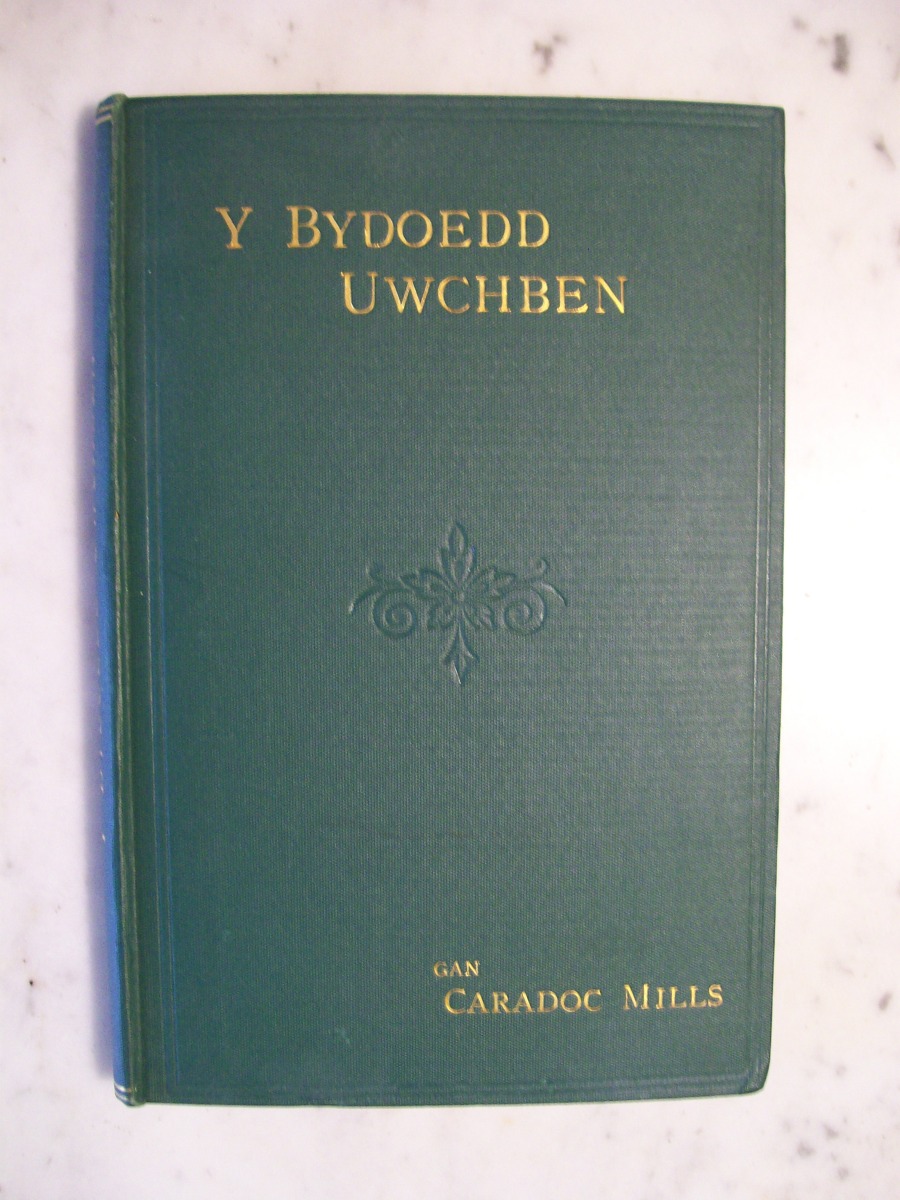 Y BYDOEDD
UWCHBEN
GAN
CARADOC MILLS